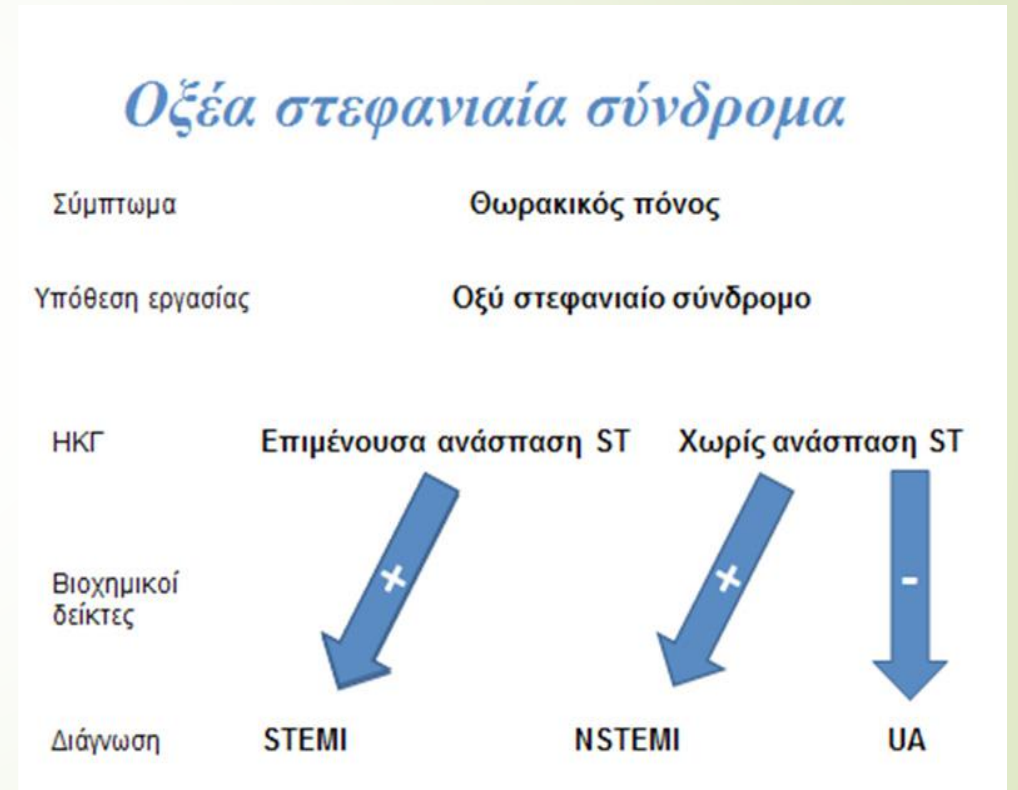 Οξέα στεφανιαία σύνδρομα
Σύμπτωμα Θωρακικός πόνος
Υπόθεση εργασίας Οξύ στεφανιαίο σύνδρομο
ΗΚΓ Επιμένουσα ανάσπαση ST Χωρίς ανάσπαση ST
+ + -
Βιοχημικοί
δείκτες
Διάγνωση STEMI NSTEMI UA